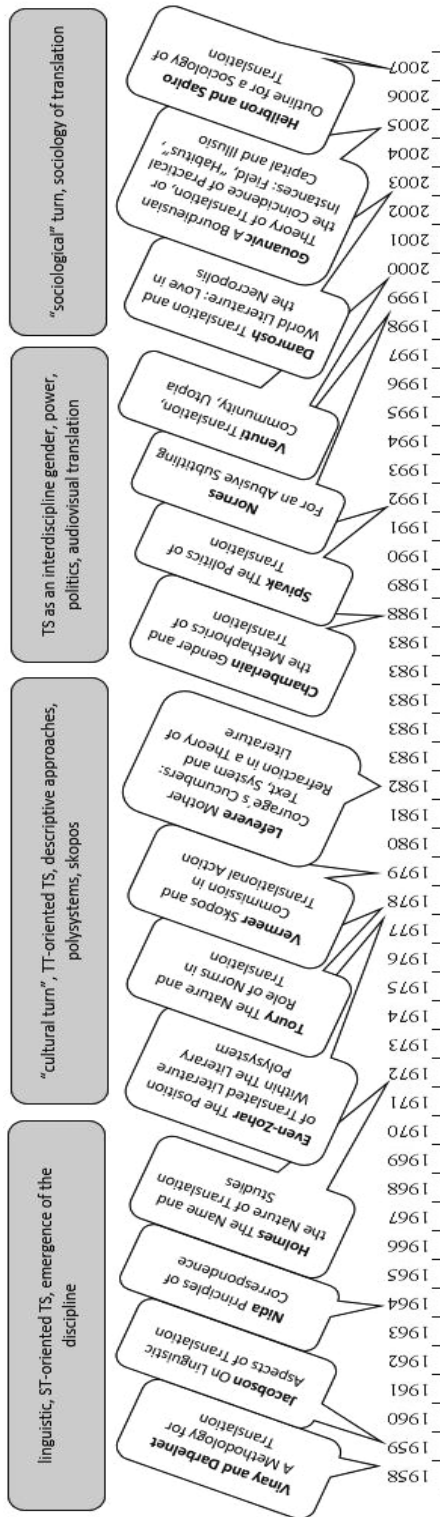 linguistic, ST-oriented TS, emergence of the
discipline
"cultural turn", TT-oriented TS, descriptive approaches,
polysystems, skopos
TS as an interdiscipline gender, power,
politics, audiovisual translation
"sociological" turn, sociology of translation
Vinay and Darbelnet
A Methodology for
Translation
Jacobson On Linguistic
Aspects of Translation
Nida Principles of
Correspondence
Holmes The Name and
the Nature of Translation
Studies
Even-Zohar The Position
of Translated Literature
Within The Literary
Polysystem
Toury The Nature and
Role of Norms in
Translation
Vermeer Skopos and
Commission in
Translational Action
Lefevere Mother
Courage´s Cucumbers:
Text, System and
Refraction in a Theory of
Literature
Chamberlain Gender and
the Methaphorics of
Translation
Spivak The Politics of
Translation
Nornes
For an Abusive Subtitling
Venuti Translation,
Community, Utopia
Damrosh Translation and
World Literature: Love in
the Necropolis
Gouanvic A Bourdieusian
Theory of Translation, or,
the Coincidence of Practical
Instances: Field, "Habitus",
Capital and Illusio
Heilbron and Sapiro
Outline for a Sociology of
Translation
1958
1959
1960
1961
1962
1963
1964
1965
1966
1967
1968
1969
1970
1971
1972
1973
1974
1975
1976
1977
1978
1979
1980
1981
1982
1983
1983
1983
1983
1983
1988
1989
1990
1991
1992
1993
1994
1995
1996
1997
1998
1999
2000
2001
2002
2003
2004
2005
2006
2007